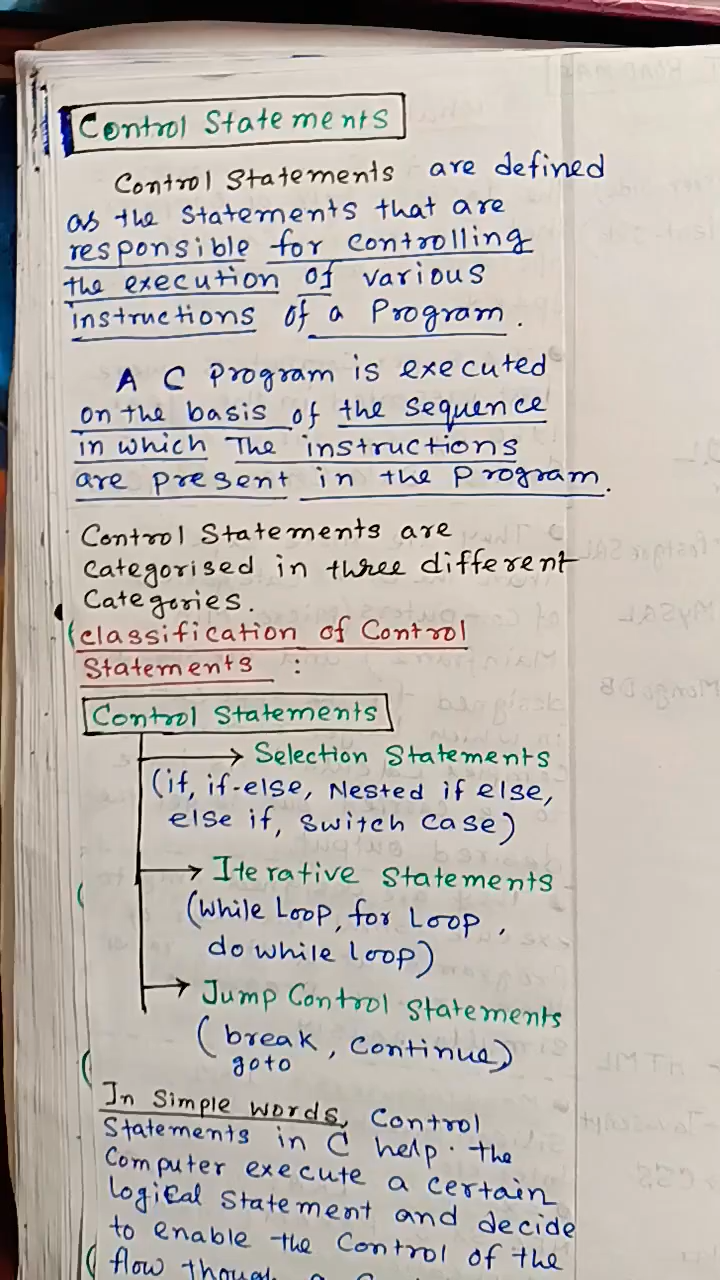 Control Statements
Control Statements are defined
as the statements that are
responsible for controlling
the execution of various
instructions of a Program.
A C Program is executed
on the basis of the sequence
in which The instructions
are present in the Program.
Control Statements are
Categorised in three different
Categories.
Classification of Control
Statements :
Control Statements
Selection Statements
(if, if-else, Nested if else,
else if, Switch Case)
Iterative Statements
(While Loop, for Loop,
do while loop)
Jump Control Statements
(break, continue)
goto
In Simple words, Control
Statements in C help. the
Computer execute a certain
logical Statement and decide
to enable the Control of the
flow
MySQL
MongoDB
HTML
CSS